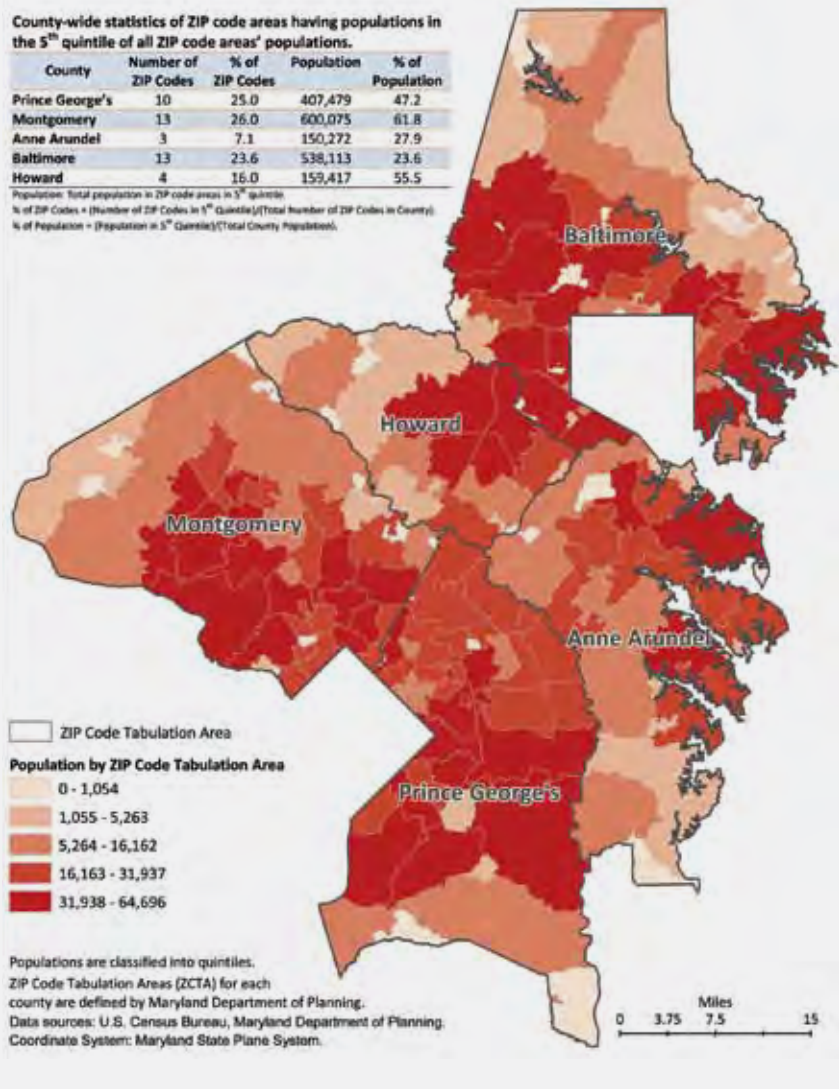 County-wide statistics of ZIP code areas having populations in
the 5th quintile of all ZIP code areas' populations.
County Number of ZIP Codes % of ZIP Codes Population % of Population
Prince George's 10 25.0 407,479 47.2
Montgomery 13 26.0 600,075 61.8
Anne Arundel 3 7.1 150,272 27.9
Baltimore 13 23.6 538,113 23.6
Howard 4 16.0 159,417 55.5
Population: Total population in ZIP code areas in 5th quintile.
% of ZIP Codes = (Number of ZIP Codes in 5th Quintile)/(Total Number of ZIP Codes in County).
% of Population = (Population in 5th Quintile)/(Total County Population).
Baltimore
Howard
Montgomery
Anne Arundel
Prince George's
ZIP Code Tabulation Area
Population by ZIP Code Tabulation Area
0 - 1,054
1,055 - 5,263
5,264 - 16,162
16,163 - 31,937
31,938 - 64,696
Populations are classified into quintiles.
ZIP Code Tabulation Areas (ZCTA) for each
county are defined by Maryland Department of Planning.
Data sources: U.S. Census Bureau, Maryland Department of Planning.
Coordinate System: Maryland State Plane System.
Miles
0 3.75 7.5 15